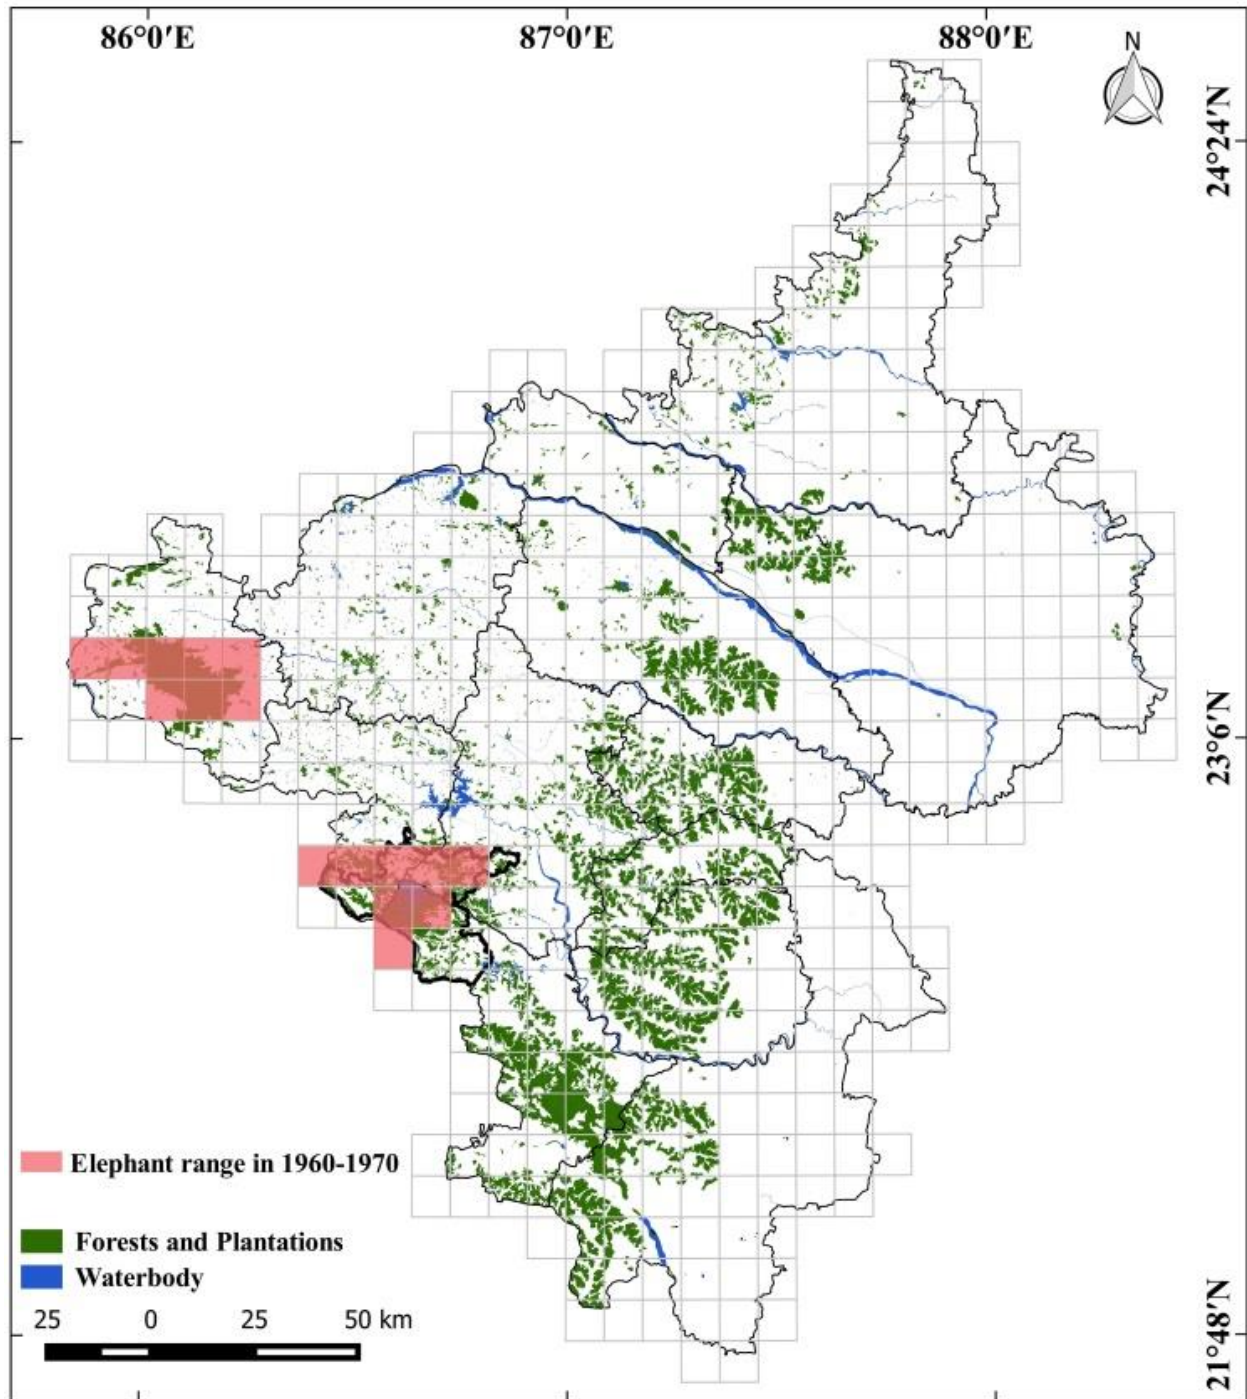 86°0′E 87°0′E 88°0′E
N
24°24′N
23°6′N
21°48′N
Elephant range in 1960-1970
Forests and Plantations
Waterbody
25 0 25 50 km